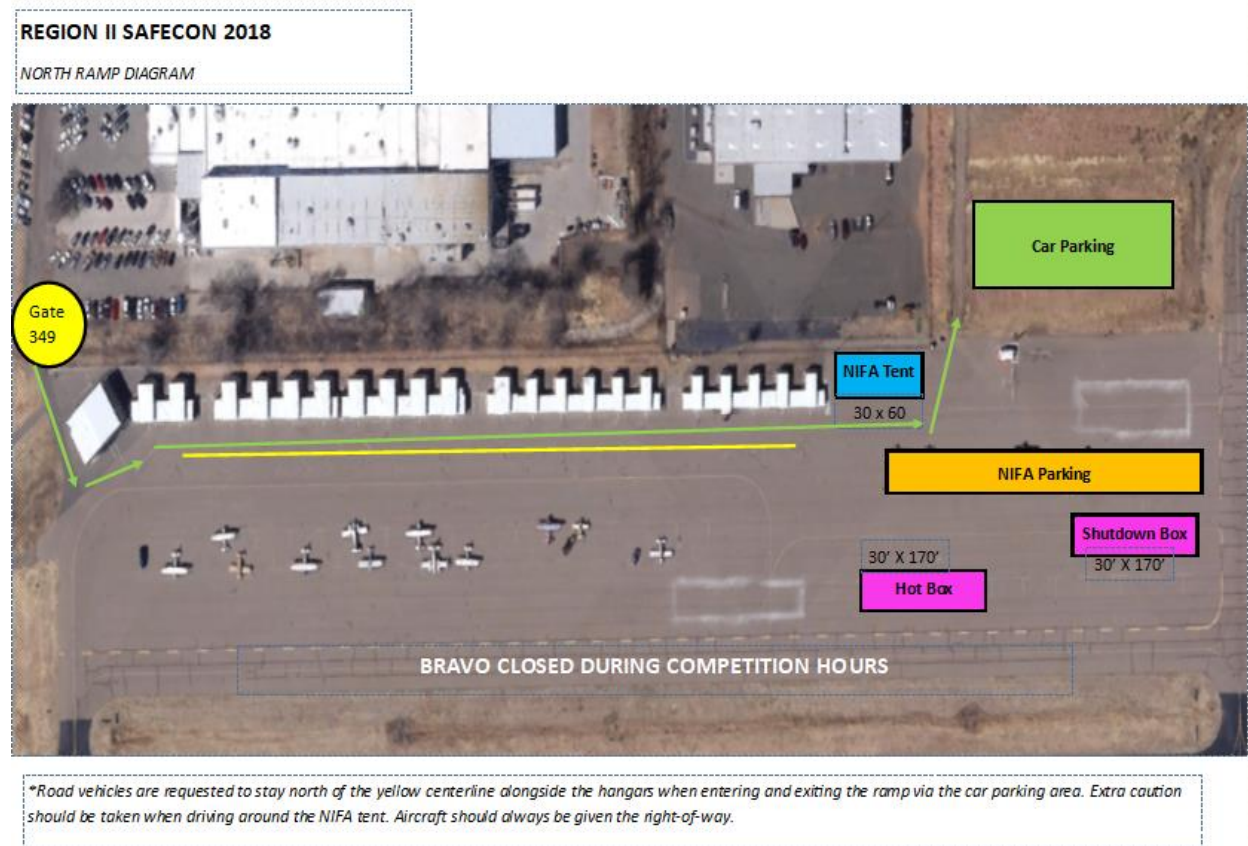 REGION II SAFECON 2018
NORTH RAMP DIAGRAM
Car Parking
Gate
349
NIFA Tent
30 x 60
NIFA Parking
Shutdown Box
30' X 170'
30' X 170'
Hot Box
BRAVO CLOSED DURING COMPETITION HOURS
*Road vehicles are requested to stay north of the yellow centerline alongside the hangars when entering and exiting the ramp via the car parking area. Extra caution
should be taken when driving around the NIFA tent. Aircraft should always be given the right-of-way.